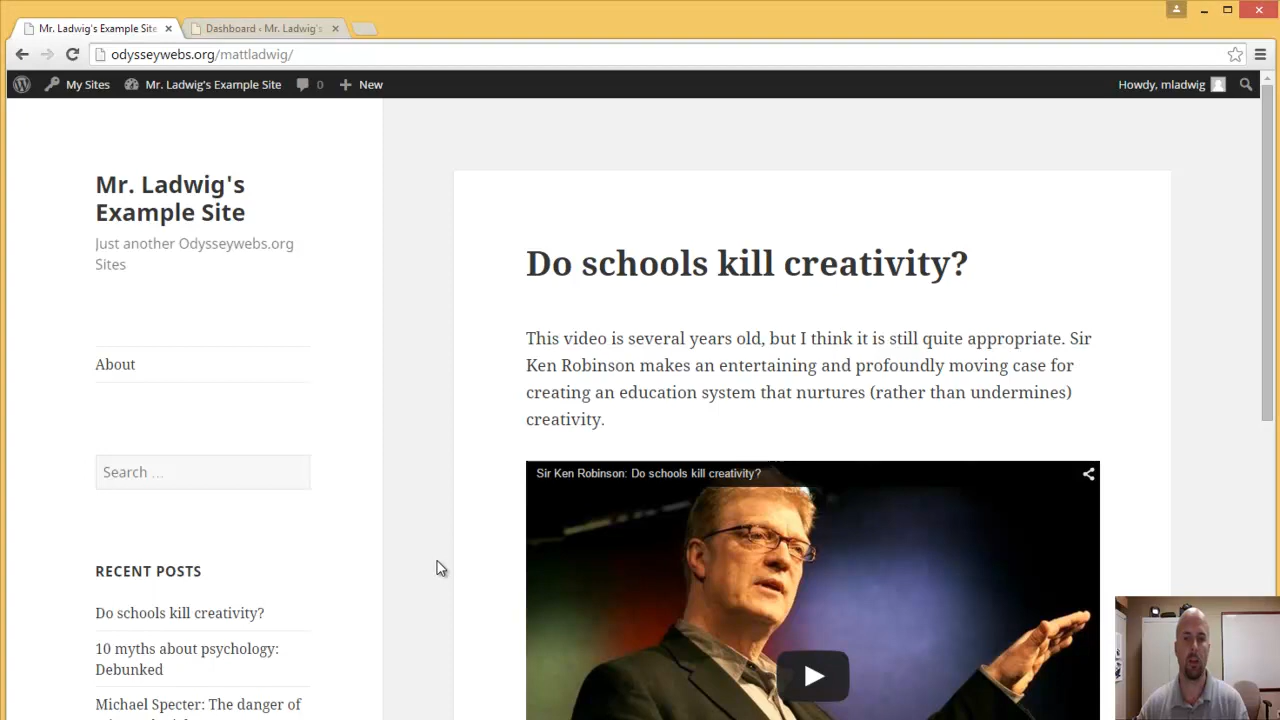 Mr. Ladwig's Example Site
Dashboard ‹ Mr. Ladwig's
odysseywebs.org/mattladwig/
My Sites
Mr. Ladwig's Example Site
0
New
Howdy, mladwig
Mr. Ladwig's
Example Site
Just another Odysseywebs.org
Sites
About
Search ...
RECENT POSTS
Do schools kill creativity?
10 myths about psychology:
Debunked
Michael Specter: The danger of
Do schools kill creativity?
This video is several years old, but I think it is still quite appropriate. Sir
Ken Robinson makes an entertaining and profoundly moving case for
creating an education system that nurtures (rather than undermines)
creativity.
Sir Ken Robinson: Do schools kill creativity?